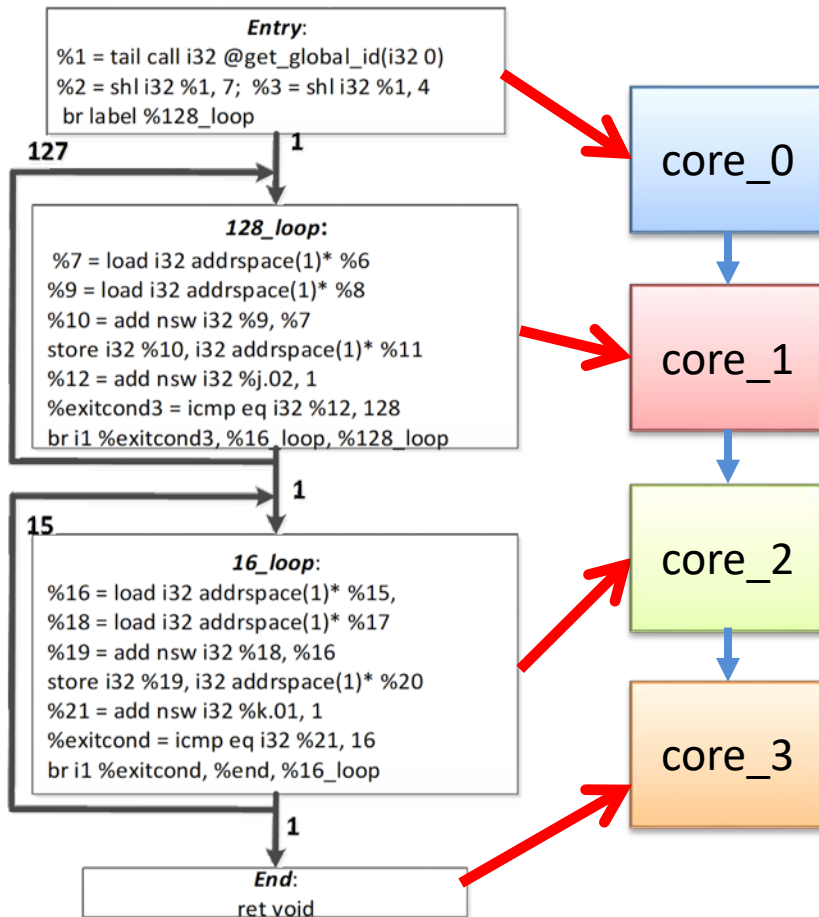 Entry:
%1 = tail call i32 @get_global_id(i32 0)
%2 = shl i32 %1, 7; %3 = shl i32 %1, 4
br label %128_loop
127
1
128_loop:
%7 = load i32 addrspace(1)* %6
%9 = load i32 addrspace(1)* %8
%10 = add nsw i32 %9, %7
store i32 %10, i32 addrspace(1)* %11
%12 = add nsw i32 %j.02, 1
%exitcond3 = icmp eq i32 %12, 128
br i1 %exitcond3, %16_loop, %128_loop
1
15
16_loop:
%16 = load i32 addrspace(1)* %15,
%18 = load i32 addrspace(1)* %17
%19 = add nsw i32 %18, %16
store i32 %19, i32 addrspace(1)* %20
%21 = add nsw i32 %k.01, 1
%exitcond = icmp eq i32 %21, 16
br i1 %exitcond, %end, %16_loop
1
End:
ret void
core_0
core_1
core_2
core_3